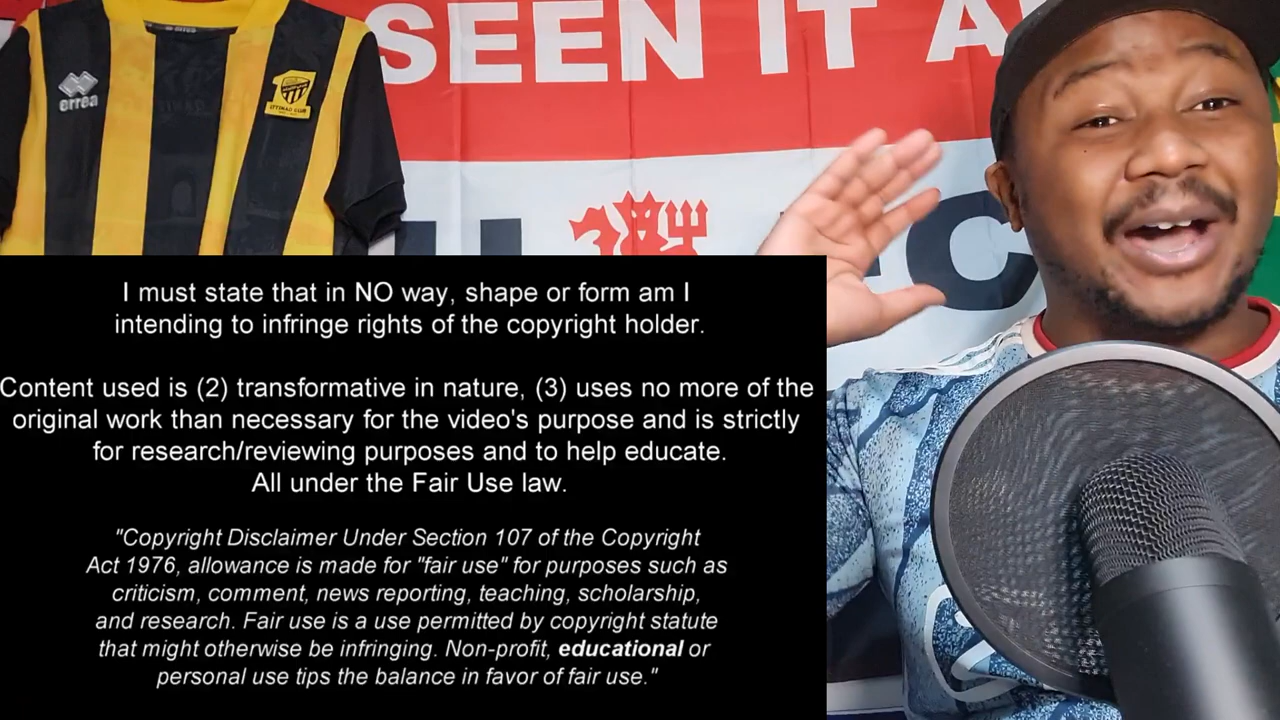 SEEN IT A
errea
ITTIHAD CLUB
U FC
I must state that in NO way, shape or form am I
intending to infringe rights of the copyright holder.
Content used is (2) transformative in nature, (3) uses no more of the
original work than necessary for the video's purpose and is strictly
for research/reviewing purposes and to help educate.
All under the Fair Use law.
"Copyright Disclaimer Under Section 107 of the Copyright
Act 1976, allowance is made for "fair use" for purposes such as
criticism, comment, news reporting, teaching, scholarship,
and research. Fair use is a use permitted by copyright statute
that might otherwise be infringing. Non-profit, educational or
personal use tips the balance in favor of fair use."